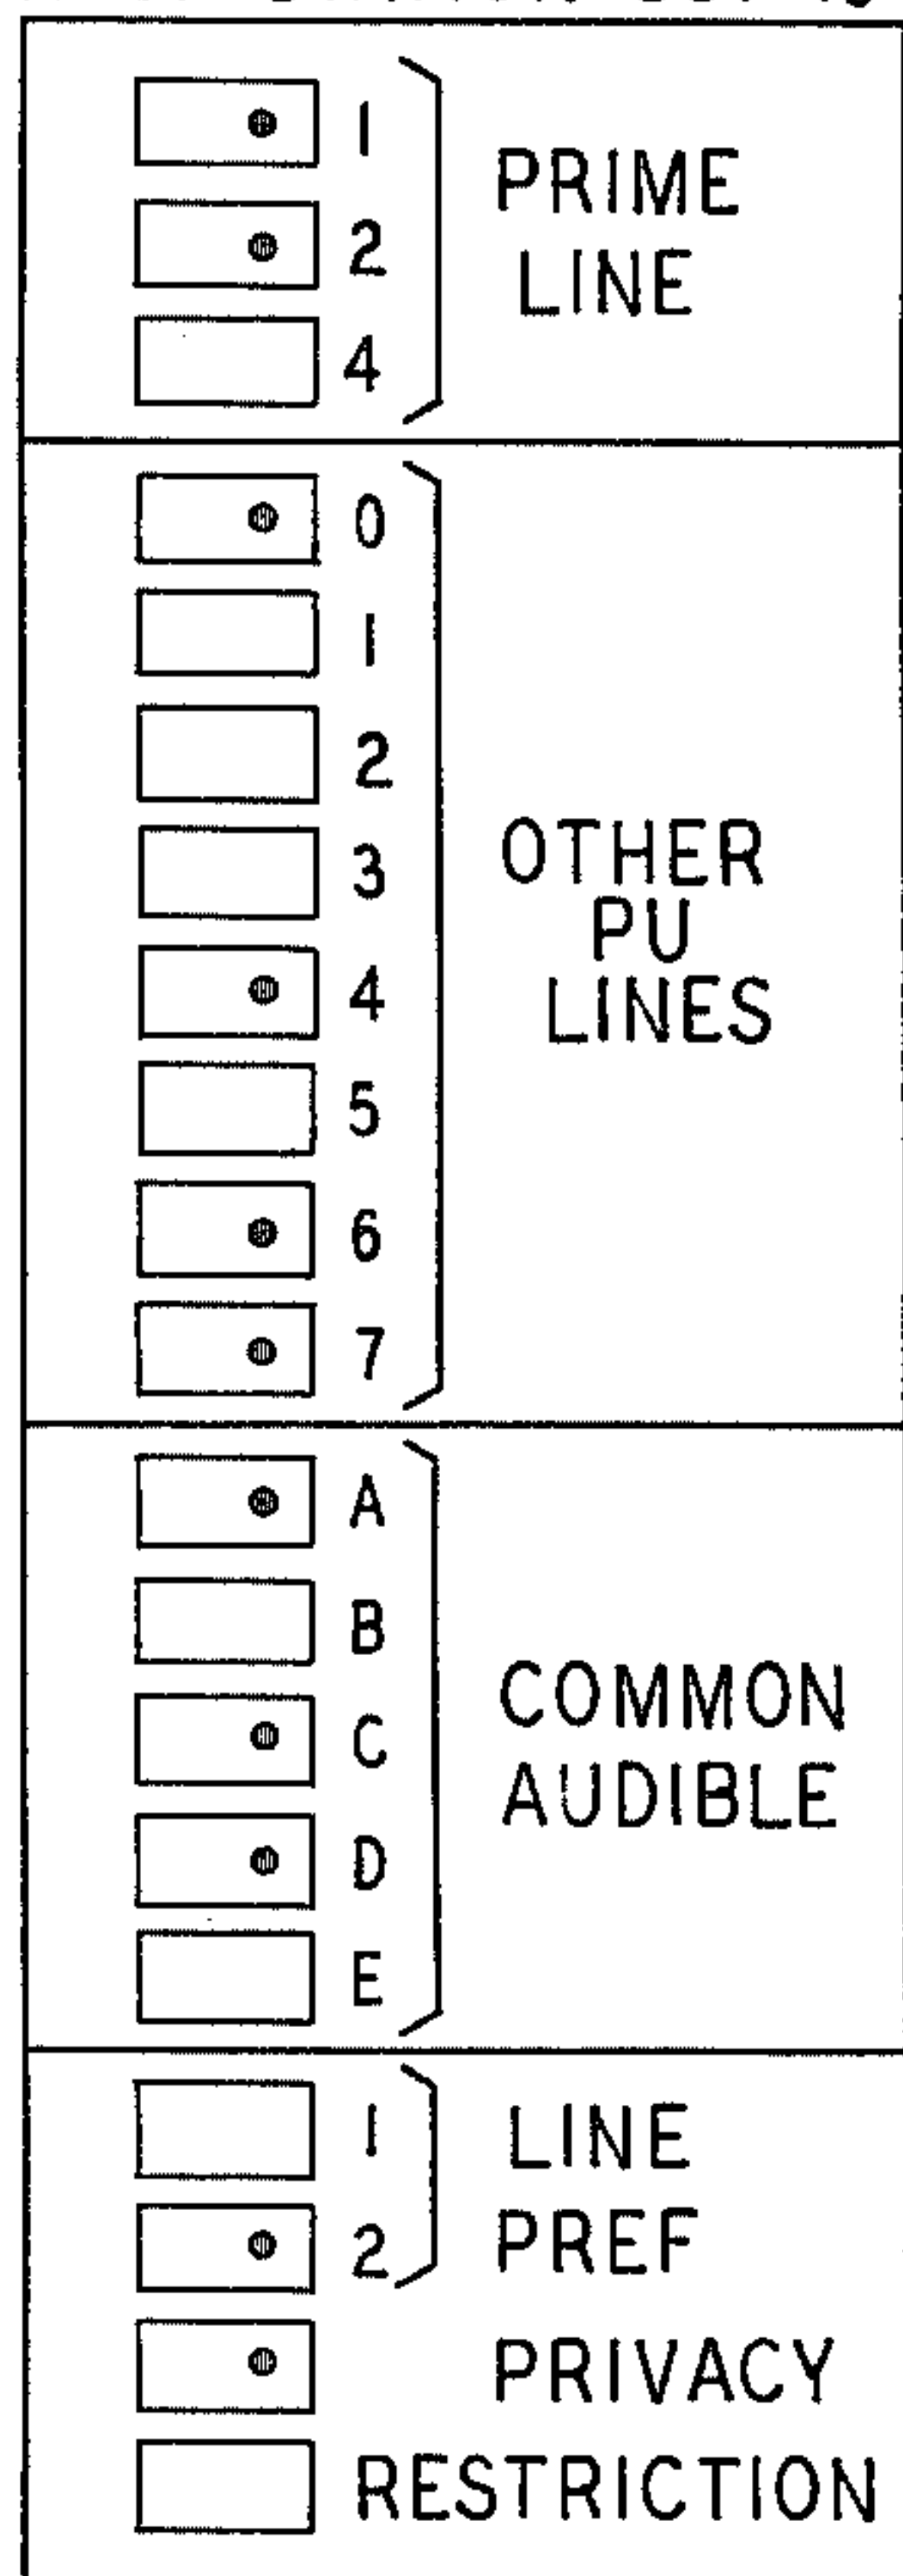 1
2
4
PRIME
LINE
0
1
2
3
4
5
6
7
OTHER
PU
LINES
A
B
C
D
E
COMMON
AUDIBLE
1
2
LINE
PREF
PRIVACY
RESTRICTION